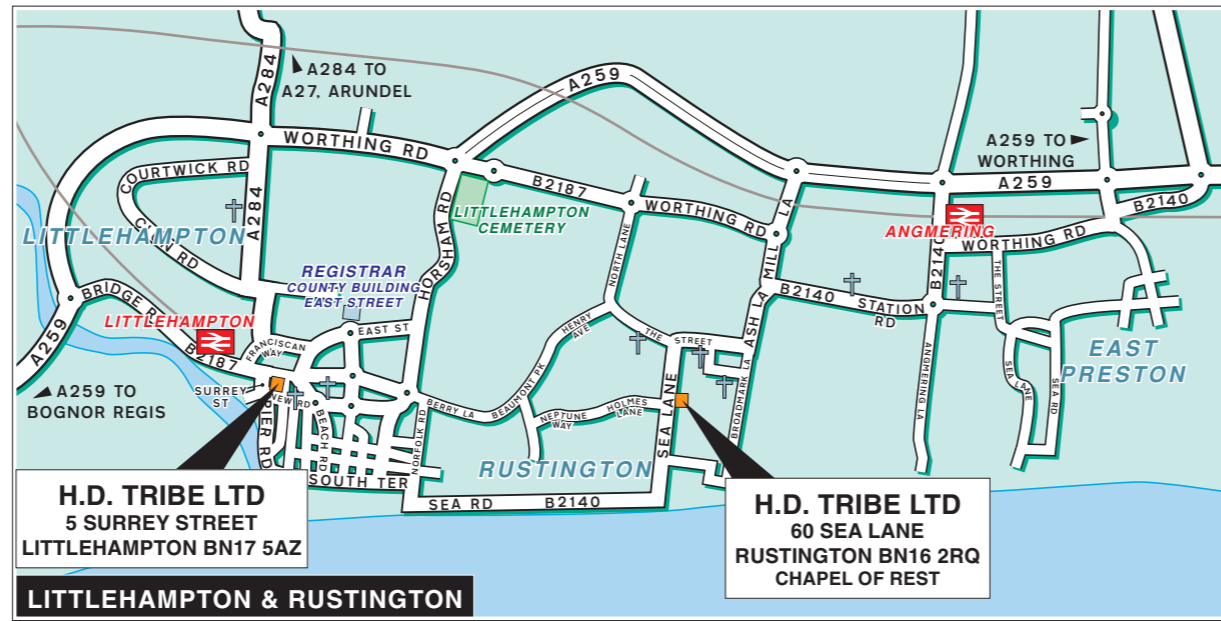 A284
A284 TO
A27, ARUNDEL
A259
WORTHING RD
A259 TO
WORTHING
A259
COURTWICK RD
A284
HORSHAM RD
B2187
LITTLEHAMPTON
CEMETERY
NORTH LANE
WORTHING RD
MILL LA
ANGMERING
B2140
WORTHING RD
B2140
LITTLEHAMPTON
REGISTRAR
COUNTY BUILDING
EAST STREET
BRIDGE
LITTLEHAMPTON
B2187
A259
A259 TO
BOGNOR REGIS
FRANCISCAN
WAY
EAST ST
SURREY
ST
NEW RD
BEACH RD
PIER RD
NORFOLK RD
SOUTH TER
BERRY LA
BEAUMONT PK
HENRY
AVE
THE STREET
NEPTUNE
WAY
HOLMES
LANE
SEA LANE
ASH LA
BROADMARK LA
B2140 STATION
RD
ANGMERING LA
THE STREET
SEA LANE
SEA RD
EAST
PRESTON
RUSTINGTON
SEA RD B2140
H.D. TRIBE LTD
5 SURREY STREET
LITTLEHAMPTON BN17 5AZ
H.D. TRIBE LTD
60 SEA LANE
RUSTINGTON BN16 2RQ
CHAPEL OF REST
LITTLEHAMPTON & RUSTINGTON